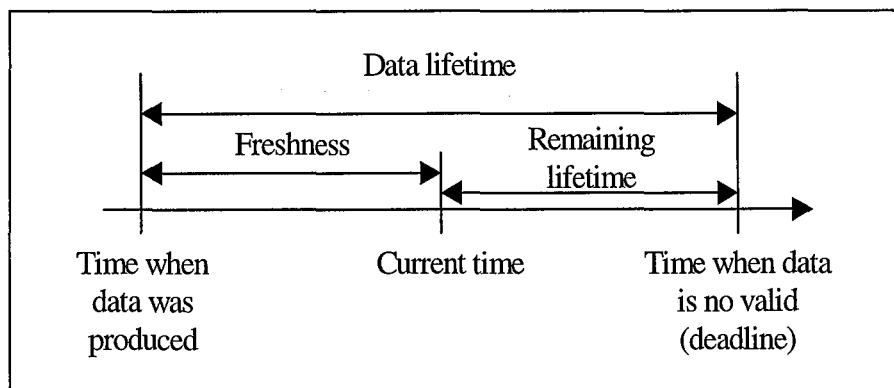 Data lifetime
Freshness
Remaining
lifetime
Time when
data was
produced
Current time
Time when data
is no valid
(deadline)